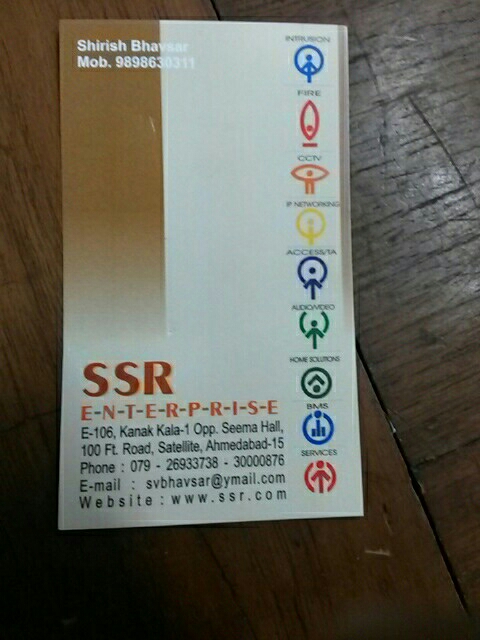 Shirish Bhavsar
Mob. 9898630311
INTRUSION
FIRE
CCTV
IP NETWORKING
ACCESS/TA
AUDIO/VIDEO
HOME SOLUTIONS
BMS
SERVICES
SSR
E-N-T-E-R-P-R-I-S-E
E-106, Kanak Kala-1 Opp. Seema Hall,
100 Ft. Road, Satellite, Ahmedabad-15
Phone : 079 - 26933738 - 30000876
E-mail : svbhavsar@ymail.com
Website : www.ssr.com